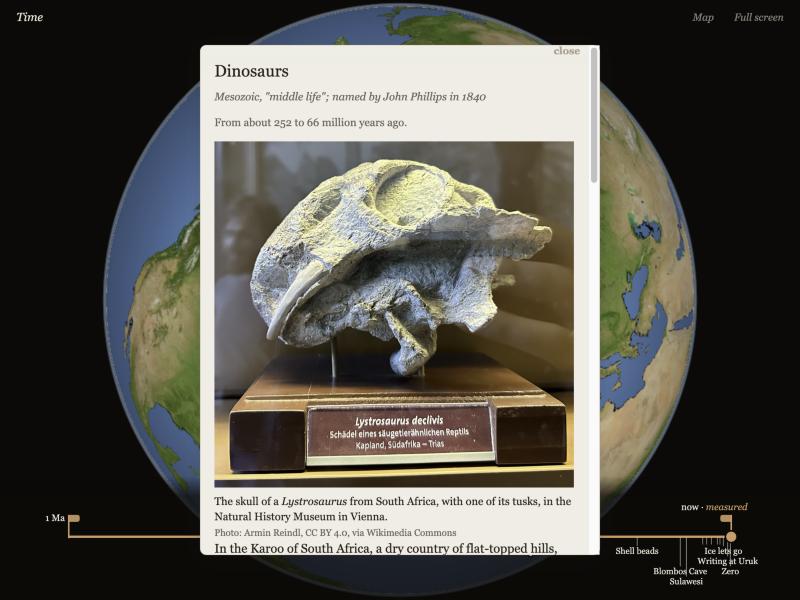 Time
Map
Full screen
close
Dinosaurs
Mesozoic, "middle life"; named by John Phillips in 1840
From about 252 to 66 million years ago.
Lystrosaurus declivis
Schädel eines säugetierähnlichen Reptils
Kapland, Südafrika – Trias
The skull of a Lystrosaurus from South Africa, with one of its tusks, in the
Natural History Museum in Vienna.
Photo: Armin Reindl, CC BY 4.0, via Wikimedia Commons
In the Karoo of South Africa, a dry country of flat-topped hills,
1 Ma
now · measured
Shell beads
Ice lets go
Writing at Uruk
Blombos Cave
Zero
Sulawesi